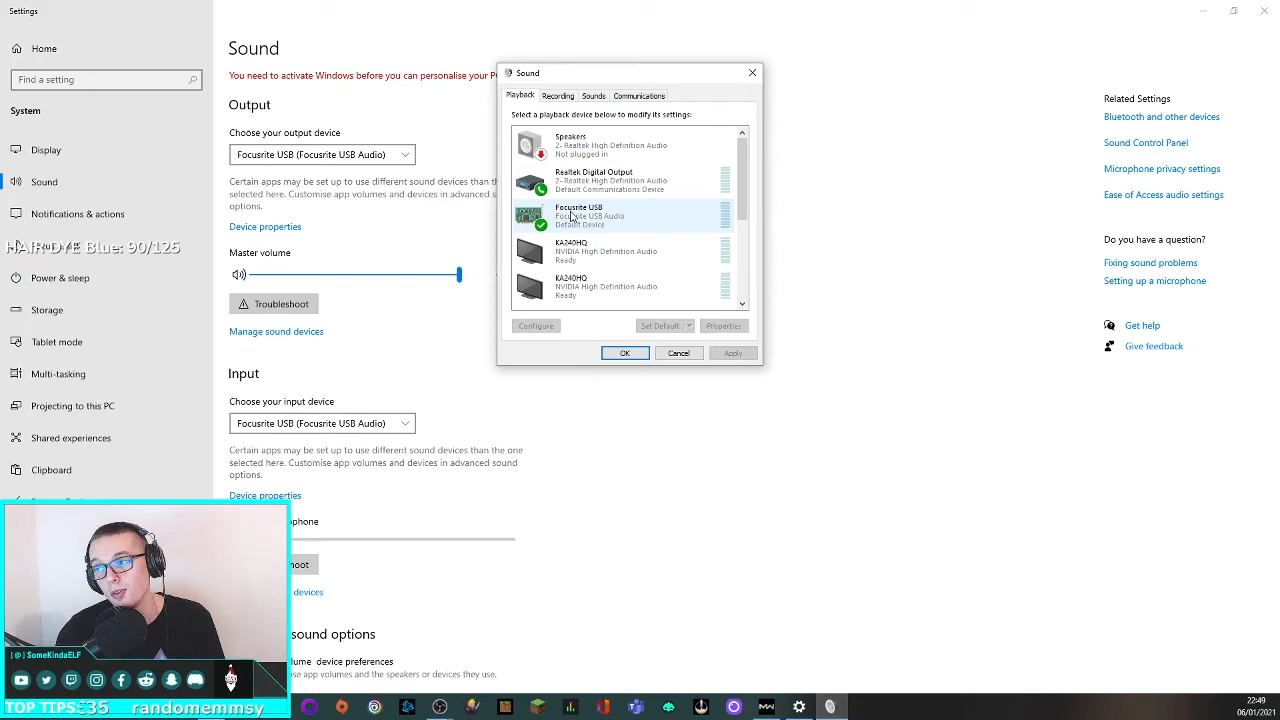 Settings
Home
Find a setting
System
Display
Sound
Notifications & actions
HAIR DYE Blue: 90/125
Power & sleep
Storage
Tablet mode
Multi-tasking
Projecting to this PC
Shared experiences
Clipboard
Sound
You need to activate Windows before you can personalise your
Output
Choose your output device
Focusrite USB (Focusrite USB Audio)
Certain apps may be set up to use different sound devices than the
selected here. Customise app volumes and devices in advanced sound
options.
Device properties
Master volume
Troubleshoot
Manage sound devices
Input
Choose your input device
Focusrite USB (Focusrite USB Audio)
Certain apps may be set up to use different sound devices than the one
selected here. Customise app volumes and devices in advanced sound
options.
Device properties
phone
hoot
devices
sound options
device preferences
app volumes and the speakers or devices they use.
Sound
Playback
Recording
Sounds
Communications
Select a playback device below to modify its settings:
Speakers
2- Realtek High Definition Audio
Not plugged in
Realtek Digital Output
2- Realtek High Definition Audio
Default Communications Device
Focusrite USB
Focusrite USB Audio
Default Device
KA240HQ
NVIDIA High Definition Audio
Ready
KA240HQ
NVIDIA High Definition Audio
Ready
Configure
Set Default
Properties
OK
Cancel
Apply
Related Settings
Bluetooth and other devices
Sound Control Panel
Microphone privacy settings
Ease of Access audio settings
Do you have a question?
Fixing sound problems
Setting up a microphone
Get help
Give feedback
[@]SomeKindaELF
TOP TIPS £35 randomemmsy
22:49
06/01/2021